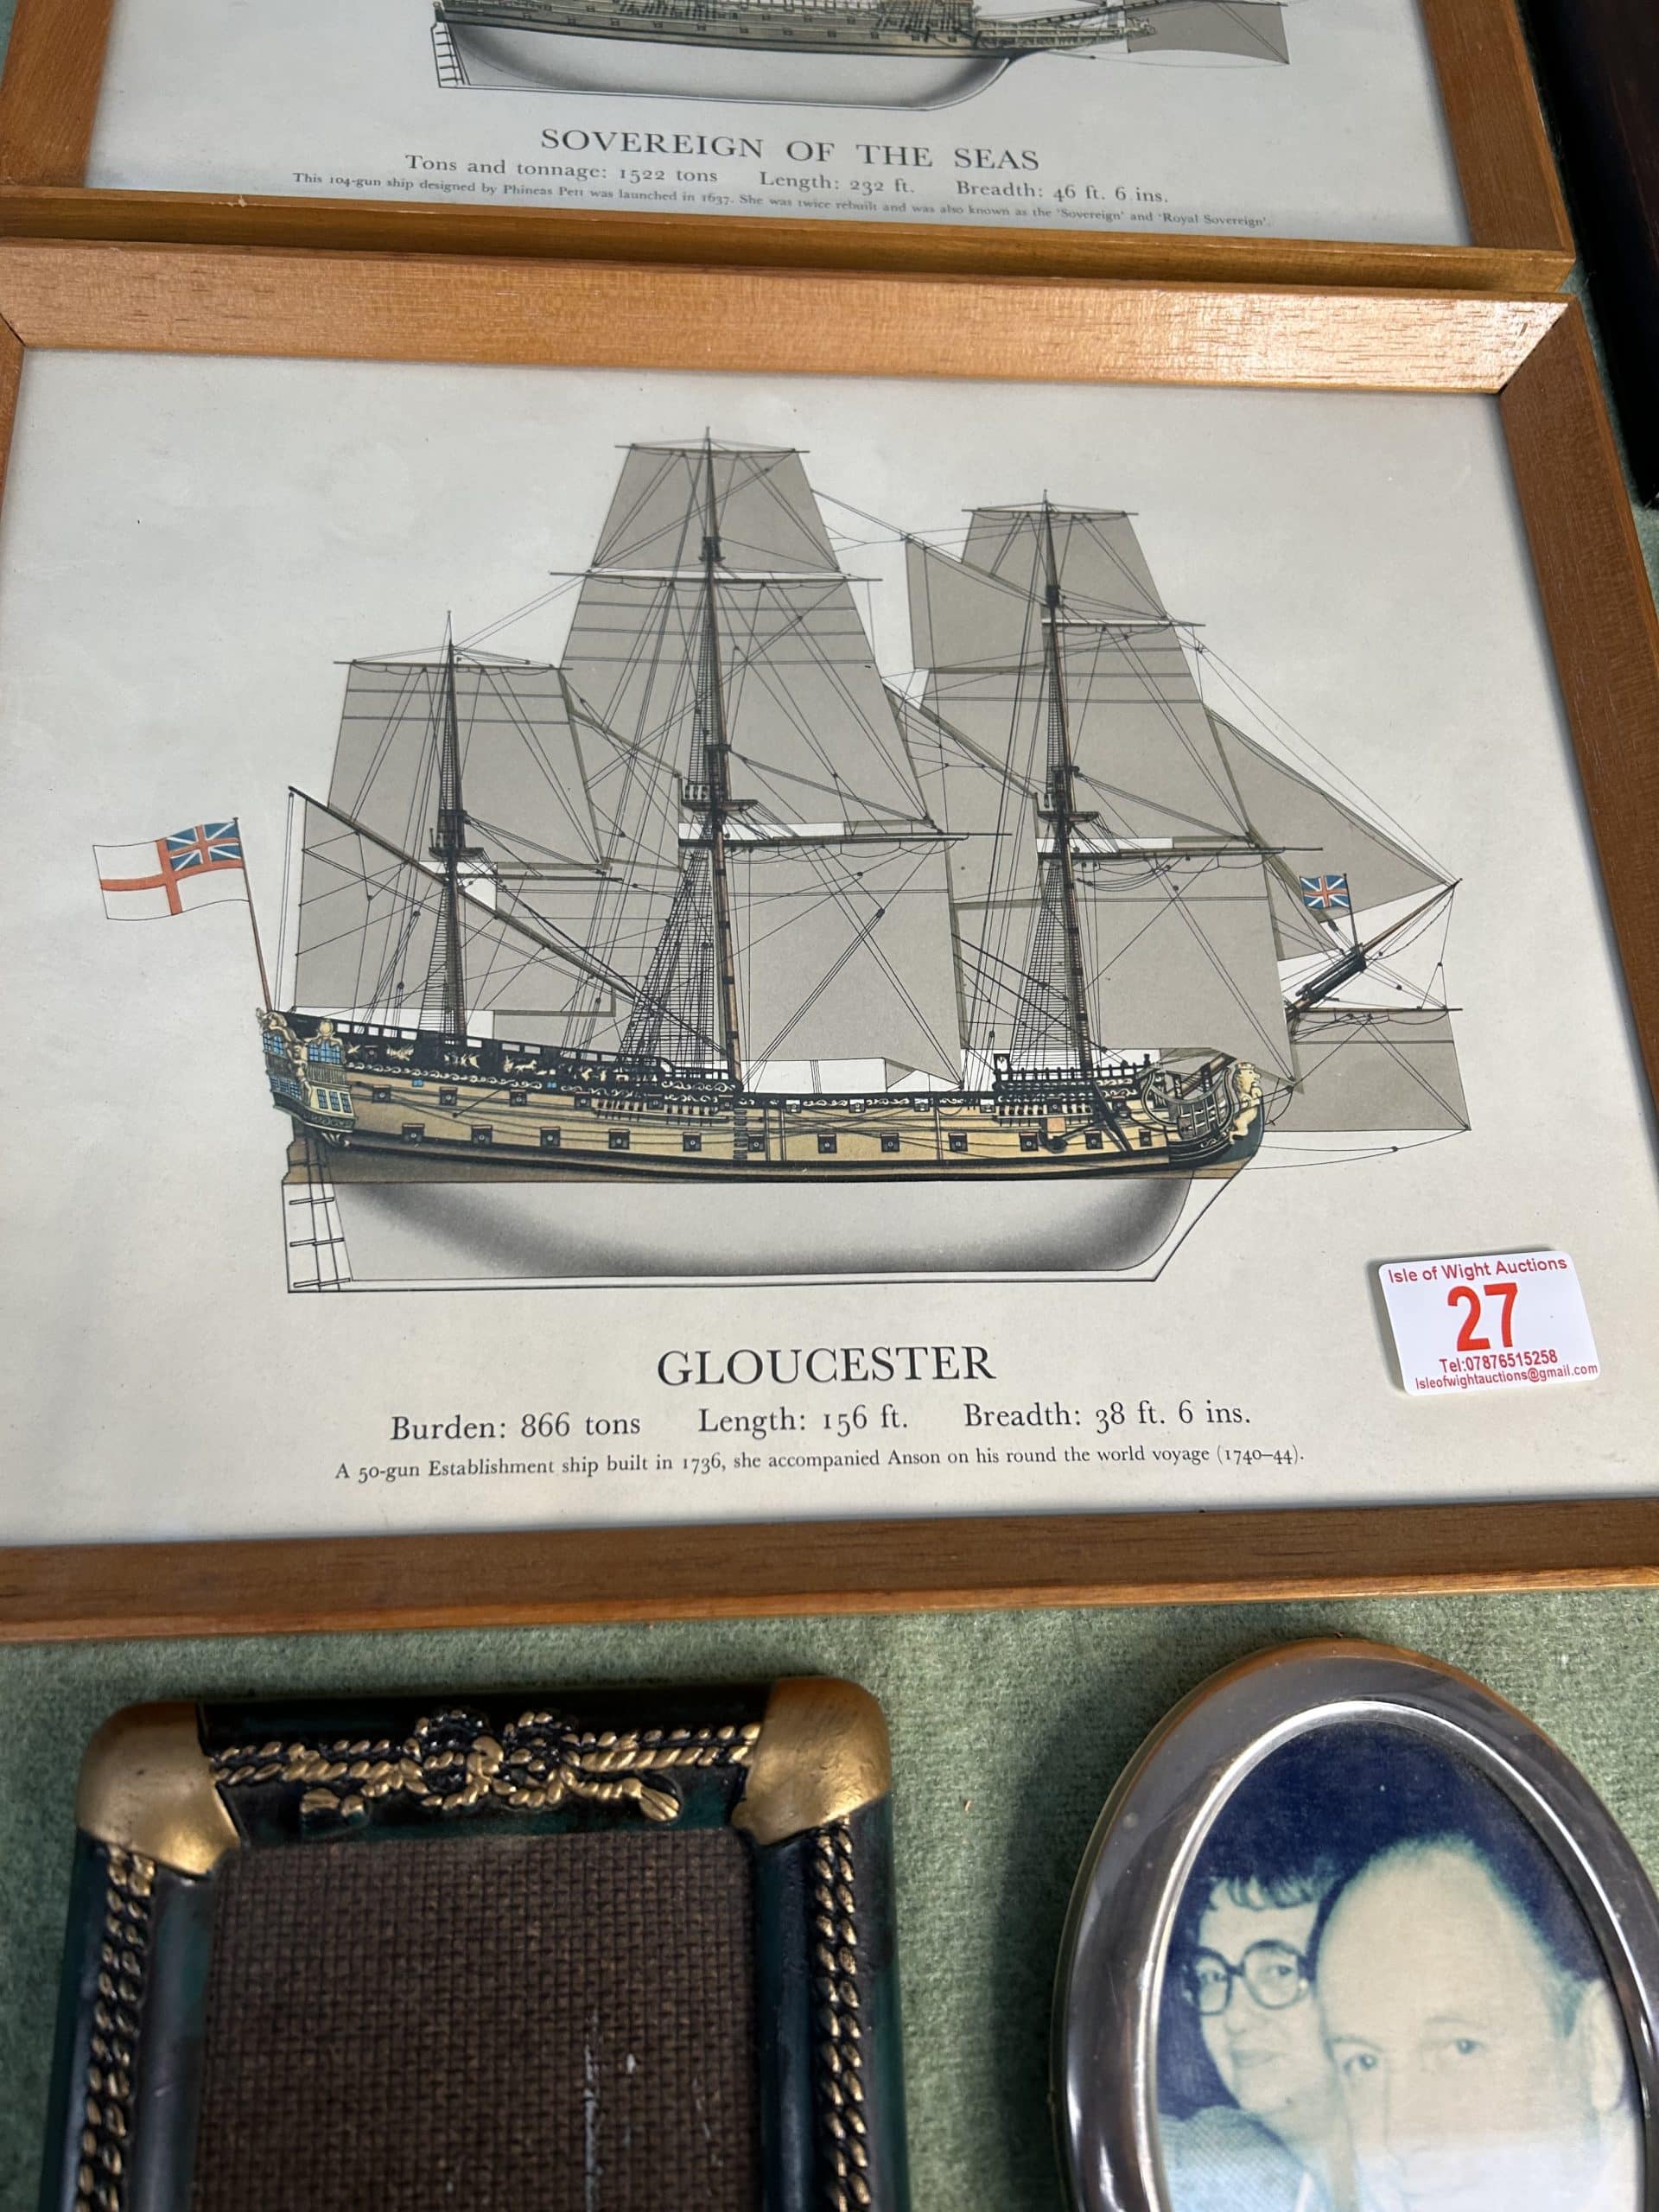 SOVEREIGN OF THE SEAS
Tons and tonnage: 1522 tons Length: 232 ft. Breadth: 46 ft. 6 ins.
This 104-gun ship designed by Phineas Pett was launched in 1637. She was twice rebuilt and was also known as the 'Sovereign' and 'Royal Sovereign'.
GLOUCESTER
Burden: 866 tons Length: 156 ft. Breadth: 38 ft. 6 ins.
A 50-gun Establishment ship built in 1736, she accompanied Anson on his round the world voyage (1740–44).
Isle of Wight Auctions
27
Tel:07876515258
Isleofwightauctions@gmail.com